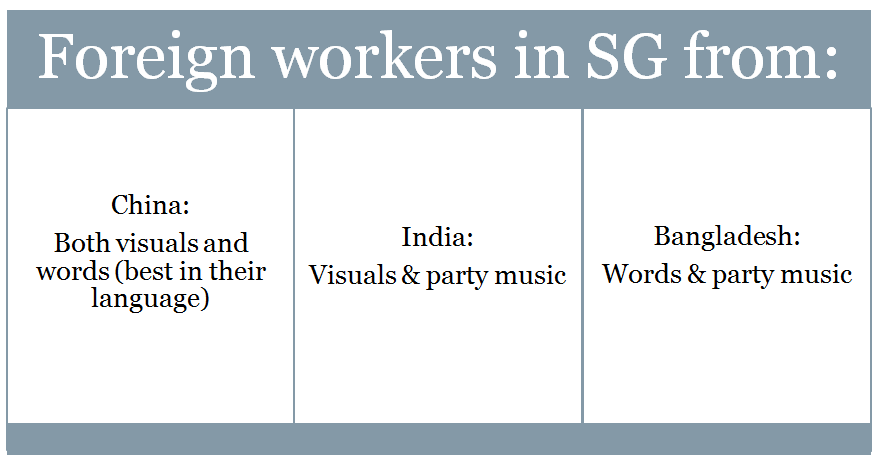 Foreign workers in SG from:
China:
Both visuals and
words (best in their
language)
India:
Visuals & party music
Bangladesh:
Words & party music